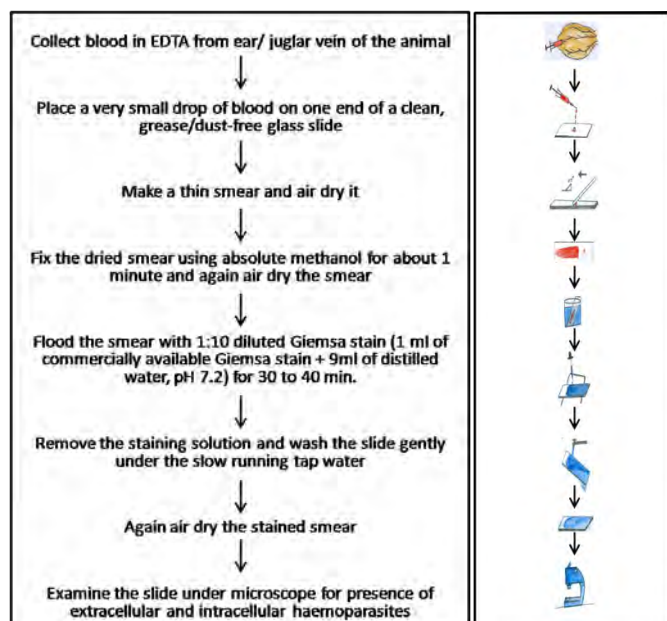 Collect blood in EDTA from ear/ juglar vein of the animal
Place a very small drop of blood on one end of a clean,
grease/dust-free glass slide
Make a thin smear and air dry it
Fix the dried smear using absolute methanol for about 1
minute and again air dry the smear
Flood the smear with 1:10 diluted Giemsa stain (1 ml of
commercially available Giemsa stain + 9ml of distilled
water, pH 7.2) for 30 to 40 min.
Remove the staining solution and wash the slide gently
under the slow running tap water
Again air dry the stained smear
Examine the slide under microscope for presence of
extracellular and intracellular haemoparasites